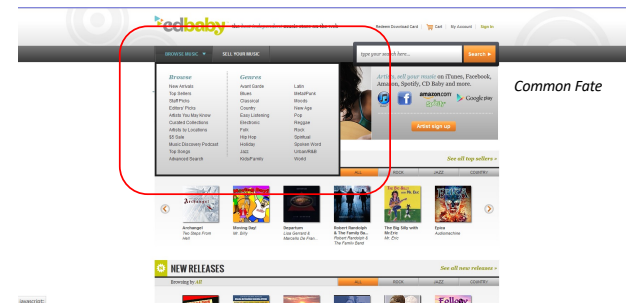 cdbaby the largest independent music store on the web
Redeem Download Card Cart My Account Sign In
BROWSE MUSIC ▼ SELL YOUR MUSIC
type your search here... Search
Browse Genres
New Arrivals Avant Garde Latin
Top Sellers Blues Metal/Punk
Staff Picks Classical Moods
Editors' Picks Country New Age
Artists You May Know Easy Listening Pop
Curated Collections Electronic Reggae
Artists by Locations Folk Rock
$5 Sale Hip Hop Spiritual
Music Discovery Podcast Holiday Spoken Word
Top Songs Jazz Urban/R&B
Advanced Search Kids/Family World
Artists, sell your music on iTunes, Facebook,
Amazon, Spotify, CD Baby and more.
amazon.com
Google play
Artist sign up
Common Fate
See all top sellers »
ALL ROCK JAZZ COUNTRY
Archangel
Archangel
Two Steps From
Hell
Moving Day!
Mr. Billy
Departum
Lisa Gerrard &
Marcello De Fran...
Robert Randolph
& The Family Ba...
Robert Randolph &
The Family Band
The Big Silly with
Mr.Eric
Mr. Eric
Epica
Audiomachine
NEW RELEASES See all new releases »
Browsing by All ALL ROCK JAZZ COUNTRY
Follow
javascript: